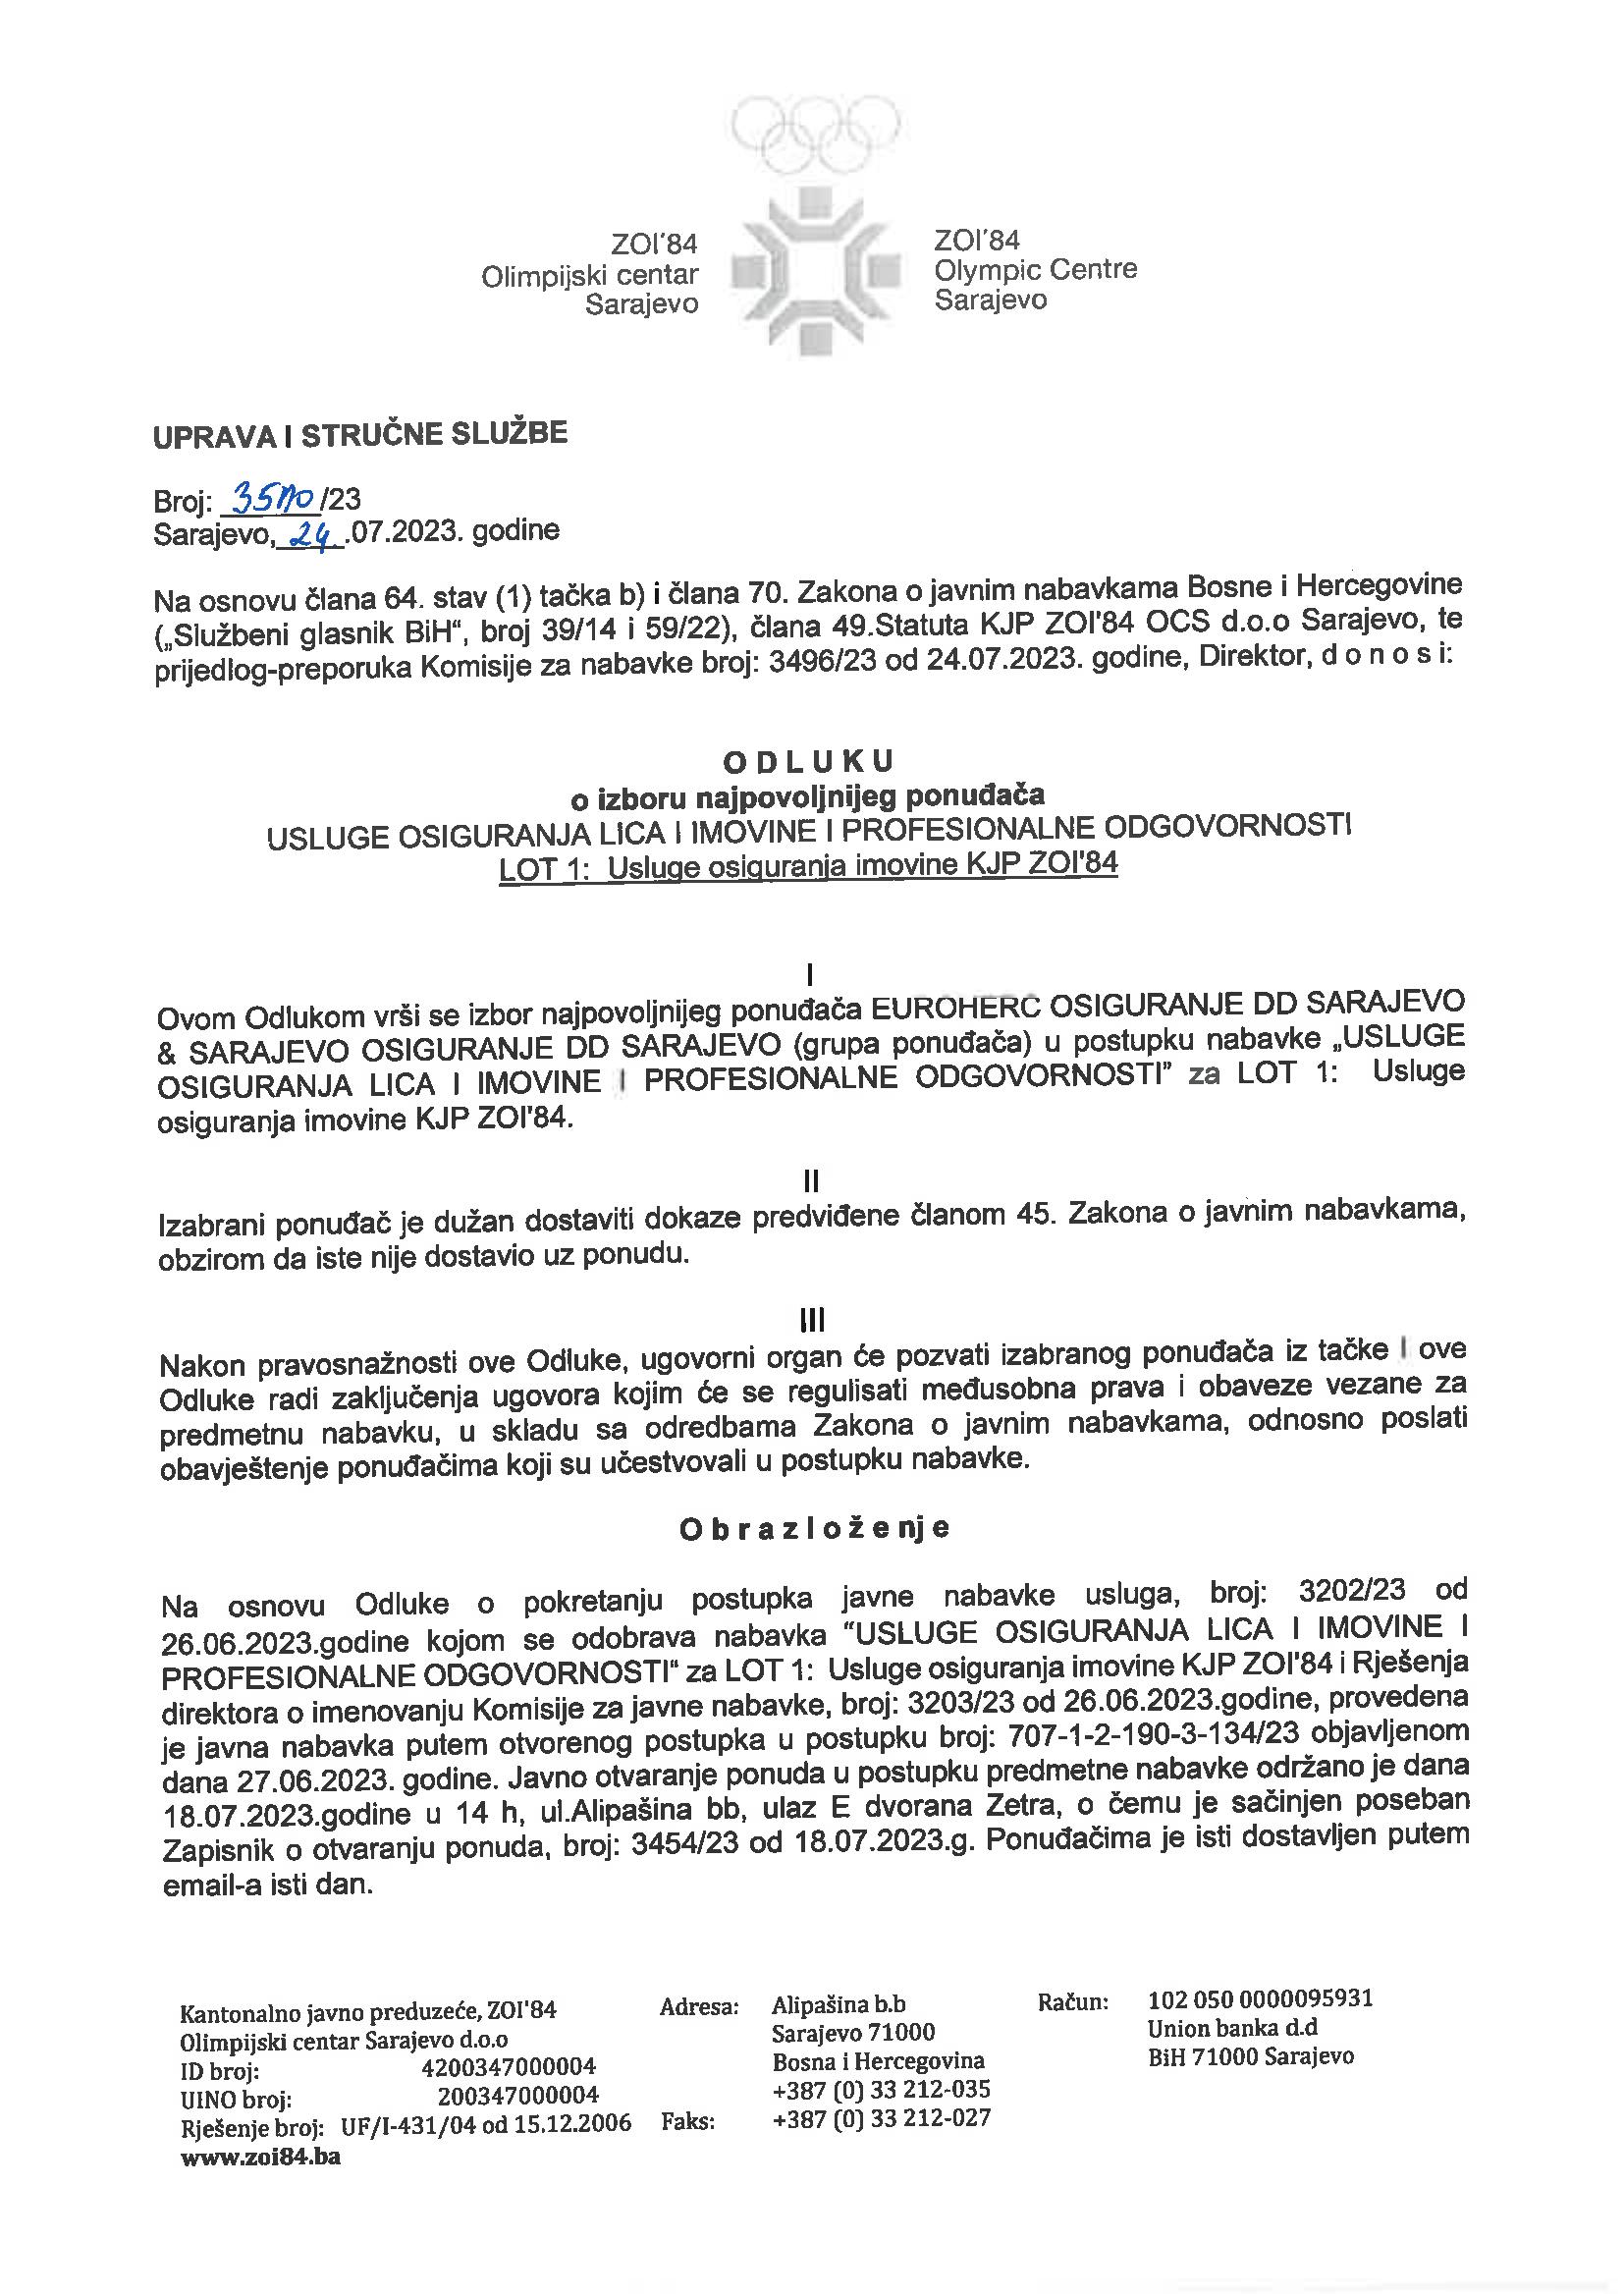 ZOI'84
Olimpijski centar
Sarajevo
ZOI'84
Olympic Centre
Sarajevo
UPRAVA I STRUČNE SLUŽBE
Broj: /23
Sarajevo, 24.07.2023. godine
Na osnovu člana 64. stav (1) tačka b) i člana 70. Zakona o javnim nabavkama Bosne i Hercegovine
(„Službeni glasnik BiH“, broj 39/14 i 59/22), člana 49.Statuta KJP ZOI'84 OCS d.o.o Sarajevo, te
prijedlog-preporuka Komisije za nabavke broj: 3496/23 od 24.07.2023. godine, Direktor, d o n o s i:
O D L U K U
o izboru najpovoljnijeg ponuđača
USLUGE OSIGURANJA LICA I IMOVINE I PROFESIONALNE ODGOVORNOSTI
LOT 1: Usluge osiguranja imovine KJP ZOI'84
I
Ovom Odlukom vrši se izbor najpovoljnijeg ponuđača EUROHERC OSIGURANJE DD SARAJEVO
& SARAJEVO OSIGURANJE DD SARAJEVO (grupa ponuđača) u postupku nabavke „USLUGE
OSIGURANJA LICA I IMOVINE I PROFESIONALNE ODGOVORNOSTI” za LOT 1: Usluge
osiguranja imovine KJP ZOI'84.
II
Izabrani ponuđač je dužan dostaviti dokaze predviđene članom 45. Zakona o javnim nabavkama,
obzirom da iste nije dostavio uz ponudu.
III
Nakon pravosnažnosti ove Odluke, ugovorni organ će pozvati izabranog ponuđača iz tačke I ove
Odluke radi zaključenja ugovora kojim će se regulisati međusobna prava i obaveze vezane za
predmetnu nabavku, u skladu sa odredbama Zakona o javnim nabavkama, odnosno poslati
obavještenje ponuđačima koji su učestvovali u postupku nabavke.
O b r a z l o ž e nj e
Na osnovu Odluke o pokretanju postupka javne nabavke usluga, broj: 3202/23 od
26.06.2023.godine kojom se odobrava nabavka “USLUGE OSIGURANJA LICA I IMOVINE I
PROFESIONALNE ODGOVORNOSTI“ za LOT 1: Usluge osiguranja imovine KJP ZOI'84 i Rješenja
direktora o imenovanju Komisije za javne nabavke, broj: 3203/23 od 26.06.2023.godine, provedena
je javna nabavka putem otvorenog postupka u postupku broj: 707-1-2-190-3-134/23 objavljenom
dana 27.06.2023. godine. Javno otvaranje ponuda u postupku predmetne nabavke održano je dana
18.07.2023.godine u 14 h, ul.Alipašina bb, ulaz E dvorana Zetra, o čemu je sačinjen poseban
Zapisnik o otvaranju ponuda, broj: 3454/23 od 18.07.2023.g. Ponuđačima je isti dostavljen putem
email-a isti dan.
Kantonalno javno preduzeće, ZOI'84
Olimpijski centar Sarajevo d.o.o
ID broj: 4200347000004
UINO broj: 200347000004
Rješenje broj: UF/I-431/04 od 15.12.2006
www.zoi84.ba
Adresa: Alipašina b.b
Sarajevo 71000
Bosna i Hercegovina
+387 (0) 33 212-035
Faks: +387 (0) 33 212-027
Račun: 102 050 0000095931
Union banka d.d
BiH 71000 Sarajevo